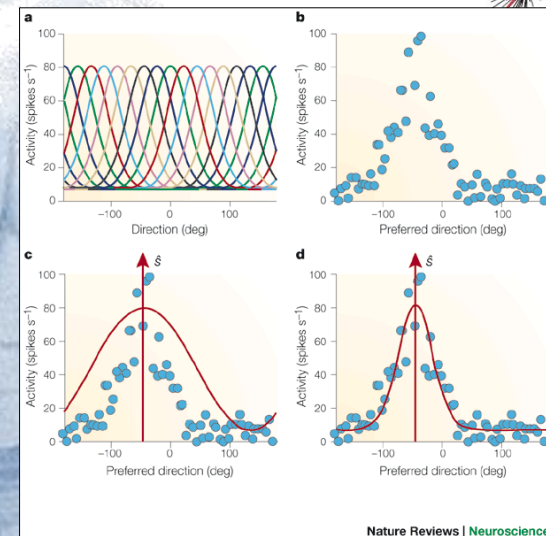 a
100
80
60
40
20
0
Activity (spikes s⁻¹)
–100 0 100
Direction (deg)
b
100
80
60
40
20
0
Activity (spikes s⁻¹)
–100 0 100
Preferred direction (deg)
c
100
80
60
40
20
0
Activity (spikes s⁻¹)
ŝ
–100 0 100
Preferred direction (deg)
d
100
80
60
40
20
0
Activity (spikes s⁻¹)
ŝ
–100 0 100
Preferred direction (deg)
Nature Reviews | Neuroscience